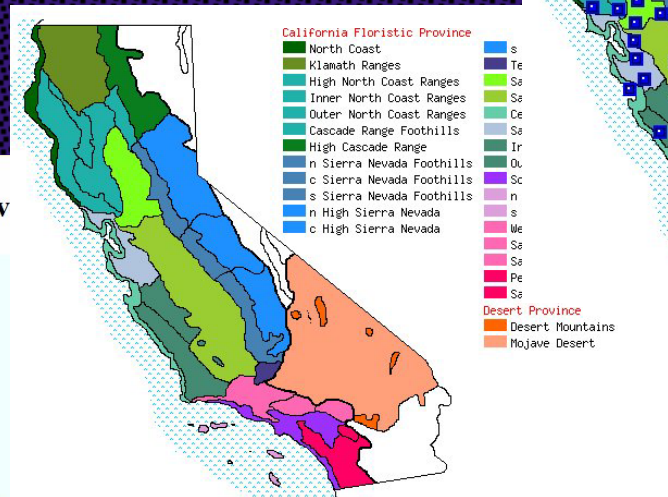 California Floristic Province
North Coast
Klamath Ranges
High North Coast Ranges
Inner North Coast Ranges
Outer North Coast Ranges
Cascade Range Foothills
High Cascade Range
n Sierra Nevada Foothills
c Sierra Nevada Foothills
s Sierra Nevada Foothills
n High Sierra Nevada
c High Sierra Nevada
s
Te
Sa
Sa
Ce
Sa
Ir
Ou
Sc
n
s
We
Sa
Sa
Pe
Sa
Desert Province
Desert Mountains
Mojave Desert